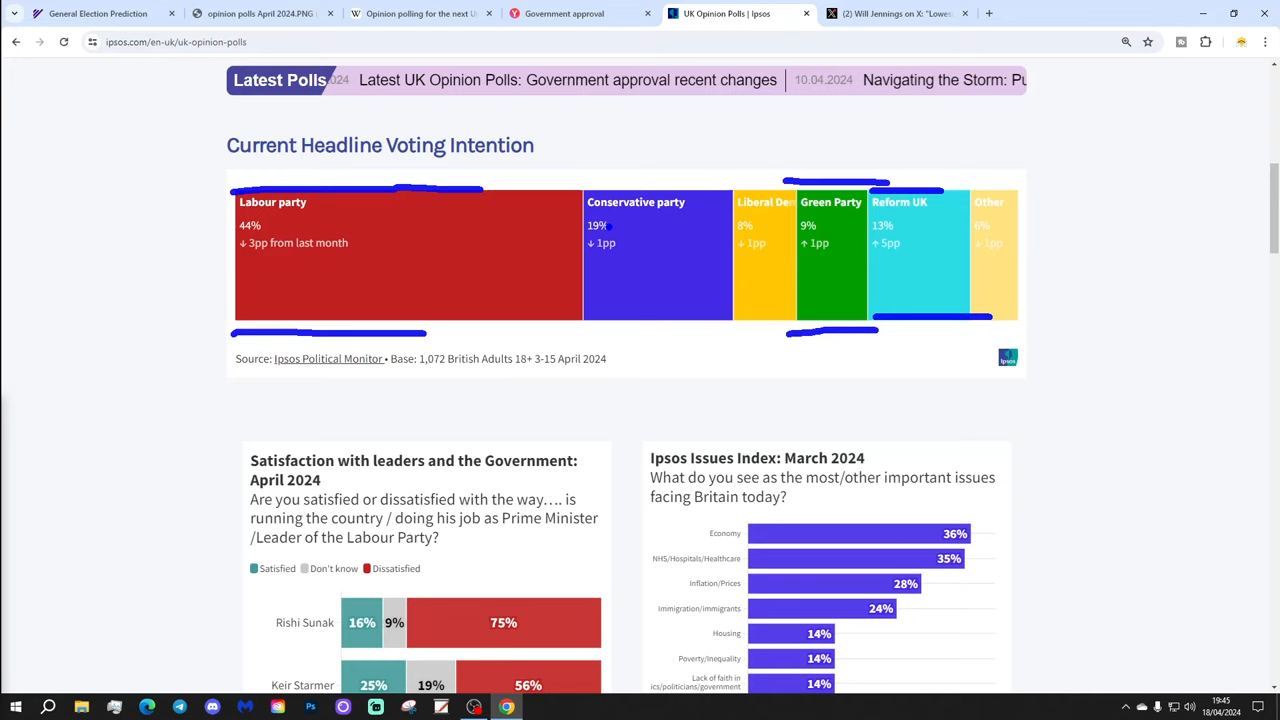 General Election Prediction
opinion polls April 2024.PNG
Opinion polling for the next U
Government approval
UK Opinion Polls | Ipsos
(2) Will Jennings on X: "Lowes
ipsos.com/en-uk/uk-opinion-polls
Latest Polls
024 Latest UK Opinion Polls: Government approval recent changes
10.04.2024 Navigating the Storm: Pu
Current Headline Voting Intention
Labour party
44%
↓ 3pp from last month
Conservative party
19%
↓ 1pp
Liberal Dem
8%
↓ 1pp
Green Party
9%
↑ 1pp
Reform UK
13%
↑ 5pp
Other
6%
↓ 1pp
Source: Ipsos Political Monitor • Base: 1,072 British Adults 18+ 3-15 April 2024
Ipsos
Satisfaction with leaders and the Government:
April 2024
Are you satisfied or dissatisfied with the way…. is
running the country / doing his job as Prime Minister
/Leader of the Labour Party?
Satisfied Don't know Dissatisfied
Rishi Sunak 16% 9% 75%
Keir Starmer 25% 19% 56%
Ipsos Issues Index: March 2024
What do you see as the most/other important issues
facing Britain today?
Economy 36%
NHS/Hospitals/Healthcare 35%
Inflation/Prices 28%
Immigration/immigrants 24%
Housing 14%
Poverty/Inequality 14%
Lack of faith in
ics/politicians/government 14%
19:45
18/04/2024